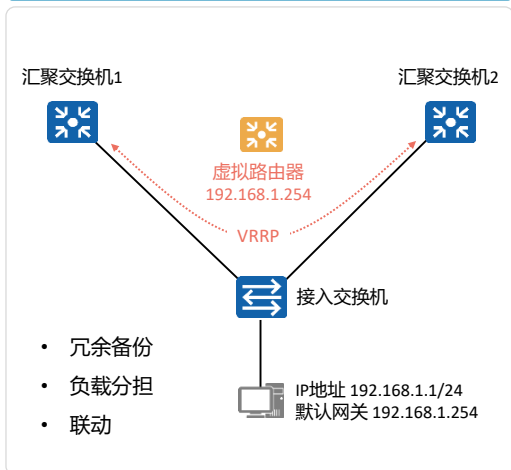 汇聚交换机1
汇聚交换机2
虚拟路由器
192.168.1.254
VRRP
接入交换机
• 冗余备份
• 负载分担
• 联动
IP地址 192.168.1.1/24
默认网关 192.168.1.254